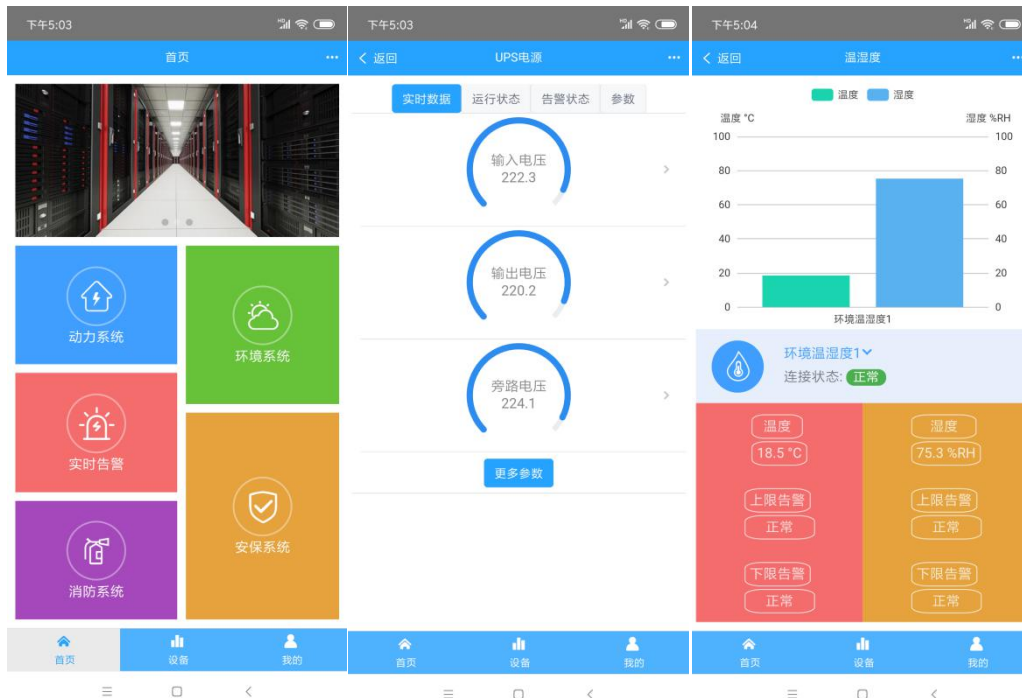 下午5:03
首页
动力系统
环境系统
实时告警
安保系统
消防系统
首页
设备
我的
下午5:03
返回
UPS电源
实时数据 运行状态 告警状态 参数
输入电压
222.3
输出电压
220.2
旁路电压
224.1
更多参数
首页
设备
我的
下午5:04
返回
温湿度
温度 湿度
温度 °C 湿度 %RH
100 100
80 80
60 60
40 40
20 20
0 0
环境温湿度1
环境温湿度1
连接状态: 正常
温度 湿度
18.5 °C 75.3 %RH
上限告警 上限告警
正常 正常
下限告警 下限告警
正常 正常
首页
设备
我的